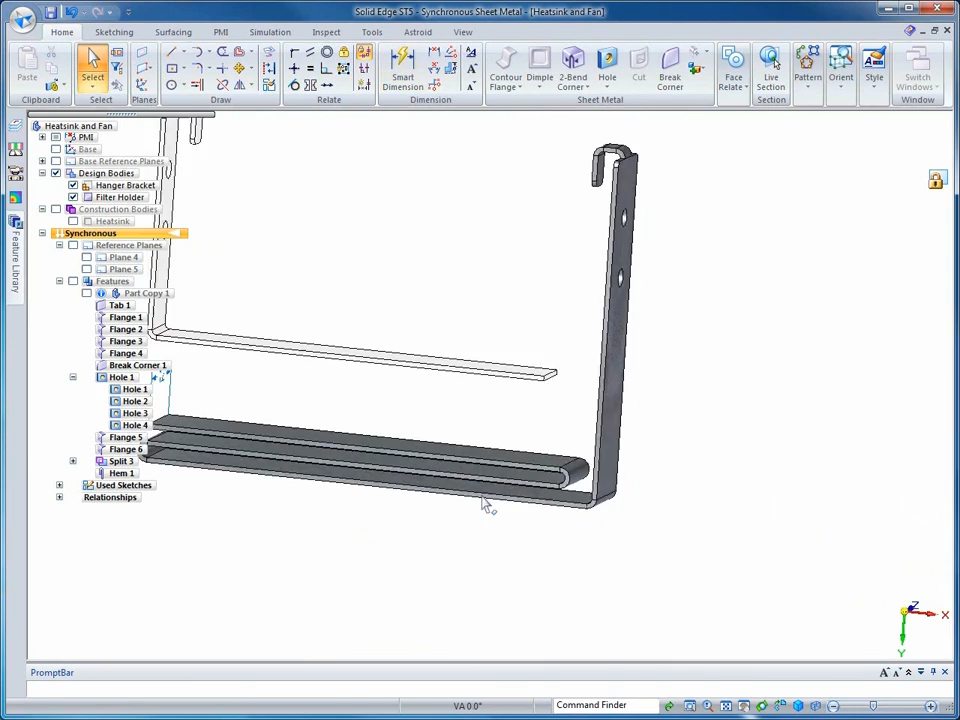 Solid Edge ST5 - Synchronous Sheet Metal - [Heatsink and Fan]
Home Sketching Surfacing PMI Simulation Inspect Tools Astroid View
Paste
Clipboard
Select
Select
Planes
Draw
Relate
Smart Dimension
Dimension
Contour Flange
Dimple
2-Bend Corner
Hole
Cut
Break Corner
Sheet Metal
Face Relate
Live Section
Section
Pattern
Orient
Style
Switch Windows
Window
Feature Library
Heatsink and Fan
PMI
Base
Base Reference Planes
Design Bodies
Hanger Bracket
Filter Holder
Construction Bodies
Heatsink
Synchronous
Reference Planes
Plane 4
Plane 5
Features
Part Copy 1
Tab 1
Flange 1
Flange 2
Flange 3
Flange 4
Break Corner 1
Hole 1
Hole 1
Hole 2
Hole 3
Hole 4
Flange 5
Flange 6
Split 3
Hem 1
Used Sketches
Relationships
Z
X
Y
PromptBar
VA 0.0°
Command Finder